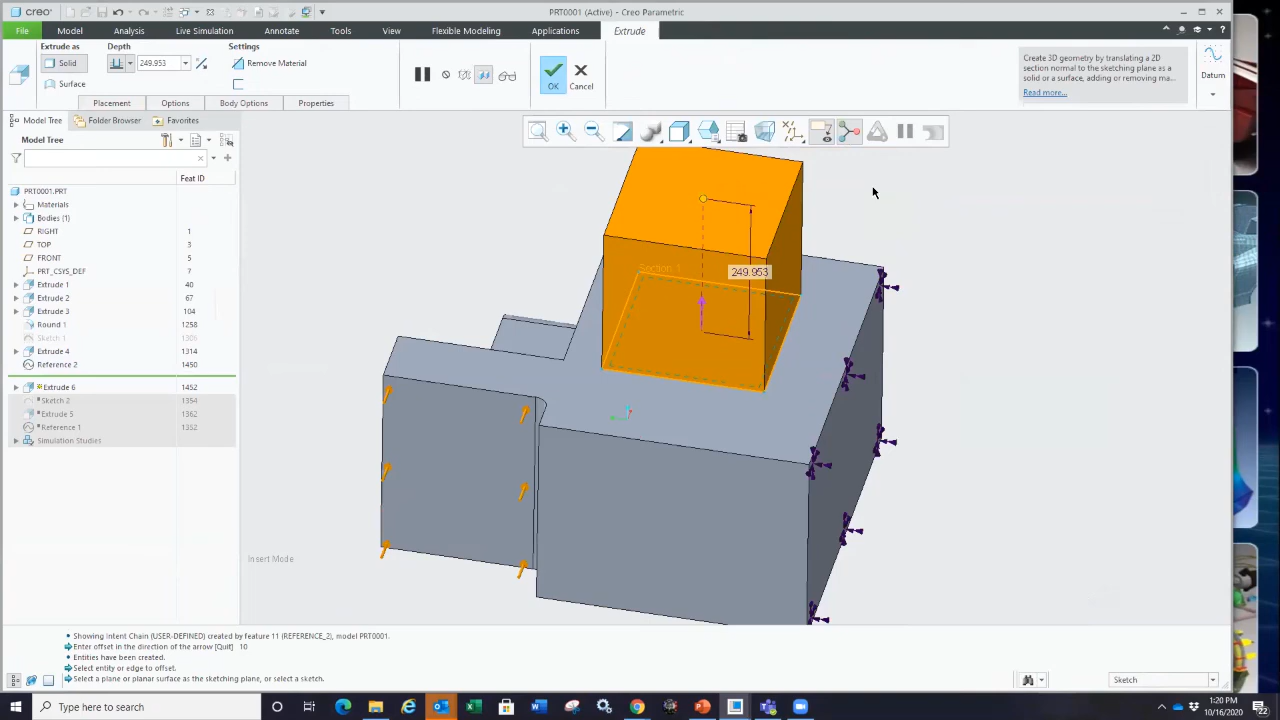 creo
PRT0001 (Active) - Creo Parametric
File Model Analysis Live Simulation Annotate Tools View Flexible Modeling Applications Extrude
Extrude as Depth Settings
Solid 249.953 Remove Material
Surface
OK Cancel
Create 3D geometry by translating a 2D
section normal to the sketching plane as a
solid or a surface, adding or removing ma...
Read more...
Datum
Placement Options Body Options Properties
Model Tree Folder Browser Favorites
Model Tree
Feat ID
PRT0001.PRT
Materials
Bodies (1)
RIGHT 1
TOP 3
FRONT 5
PRT_CSYS_DEF 7
Extrude 1 40
Extrude 2 67
Extrude 3 104
Round 1 1258
Sketch 1
Extrude 4 1314
Reference 2 1450
Extrude 6 1452
Sketch 2 1354
Extrude 5 1362
Reference 1 1352
Simulation Studies
Section 1
249.953
Insert Mode
Showing Intent Chain (USER-DEFINED) created by feature 11 (REFERENCE_2), model PRT0001.
Enter offset in the direction of the arrow [Quit] 10
Entities have been created.
Select entity or edge to offset.
Select a plane or planar surface as the sketching plane, or select a sketch.
Sketch
Type here to search
1:20 PM
10/16/2020
22